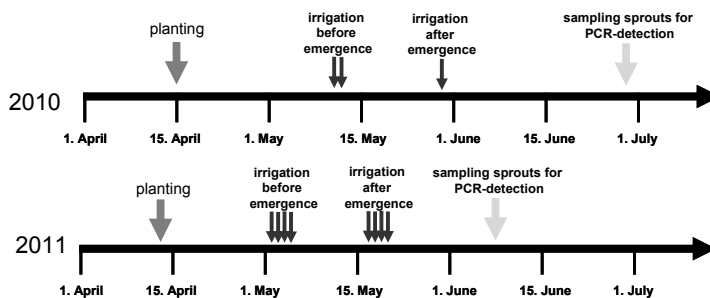 planting
irrigation
before
emergence
irrigation
after
emergence
sampling sprouts for
PCR-detection
2010
1. April
15. April
1. May
15. May
1. June
15. June
1. July
planting
irrigation
before
emergence
irrigation
after
emergence
sampling sprouts for
PCR-detection
2011
1. April
15. April
1. May
15. May
1. June
15. June
1. July